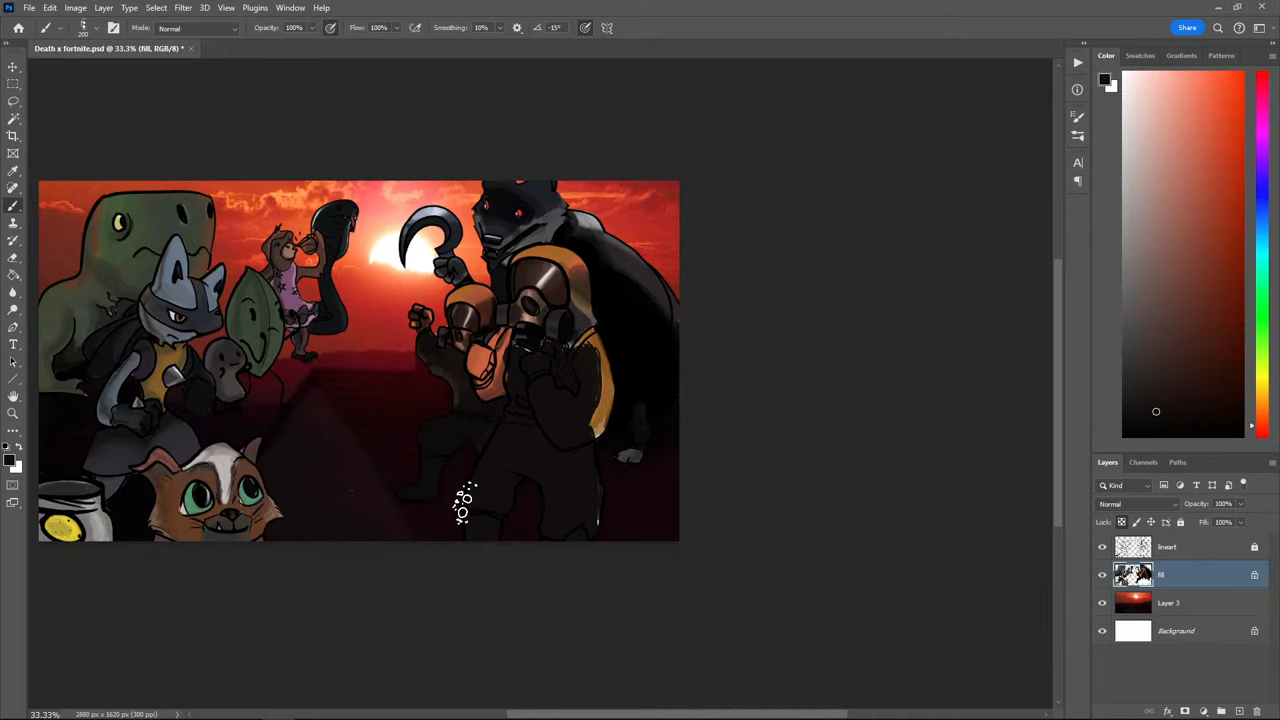 File Edit Image Layer Type Select Filter 3D View Plugins Window Help
200 Mode: Normal Opacity: 100% Flow: 100% Smoothing: 10% -15° Share
Death x fortnite.psd @ 33.3% (fill, RGB/8) *
Color Swatches Gradients Patterns
Layers Channels Paths
Kind
Normal Opacity: 100%
Lock: Fill: 100%
lineart
fill
Layer 3
Background
33.33% 2880 px x 1620 px (300 ppi)